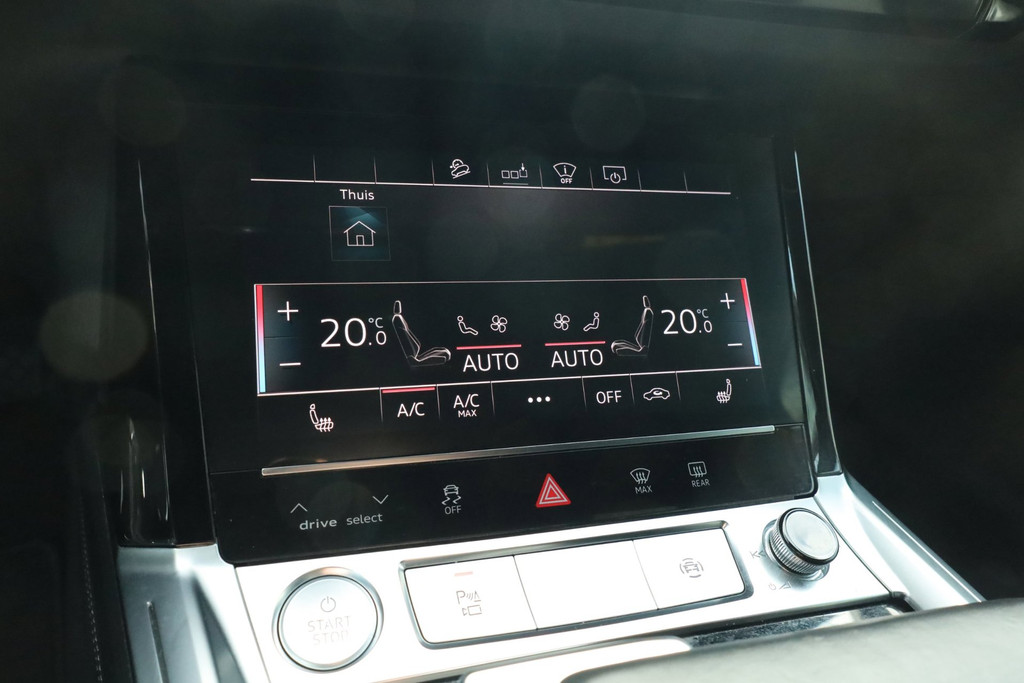 OFF
Thuis
+ 20.0 °C −
AUTO
AUTO
+ 20.0 °C −
A/C
A/C MAX
•••
OFF
drive select
OFF
MAX
REAR
START
STOP
P